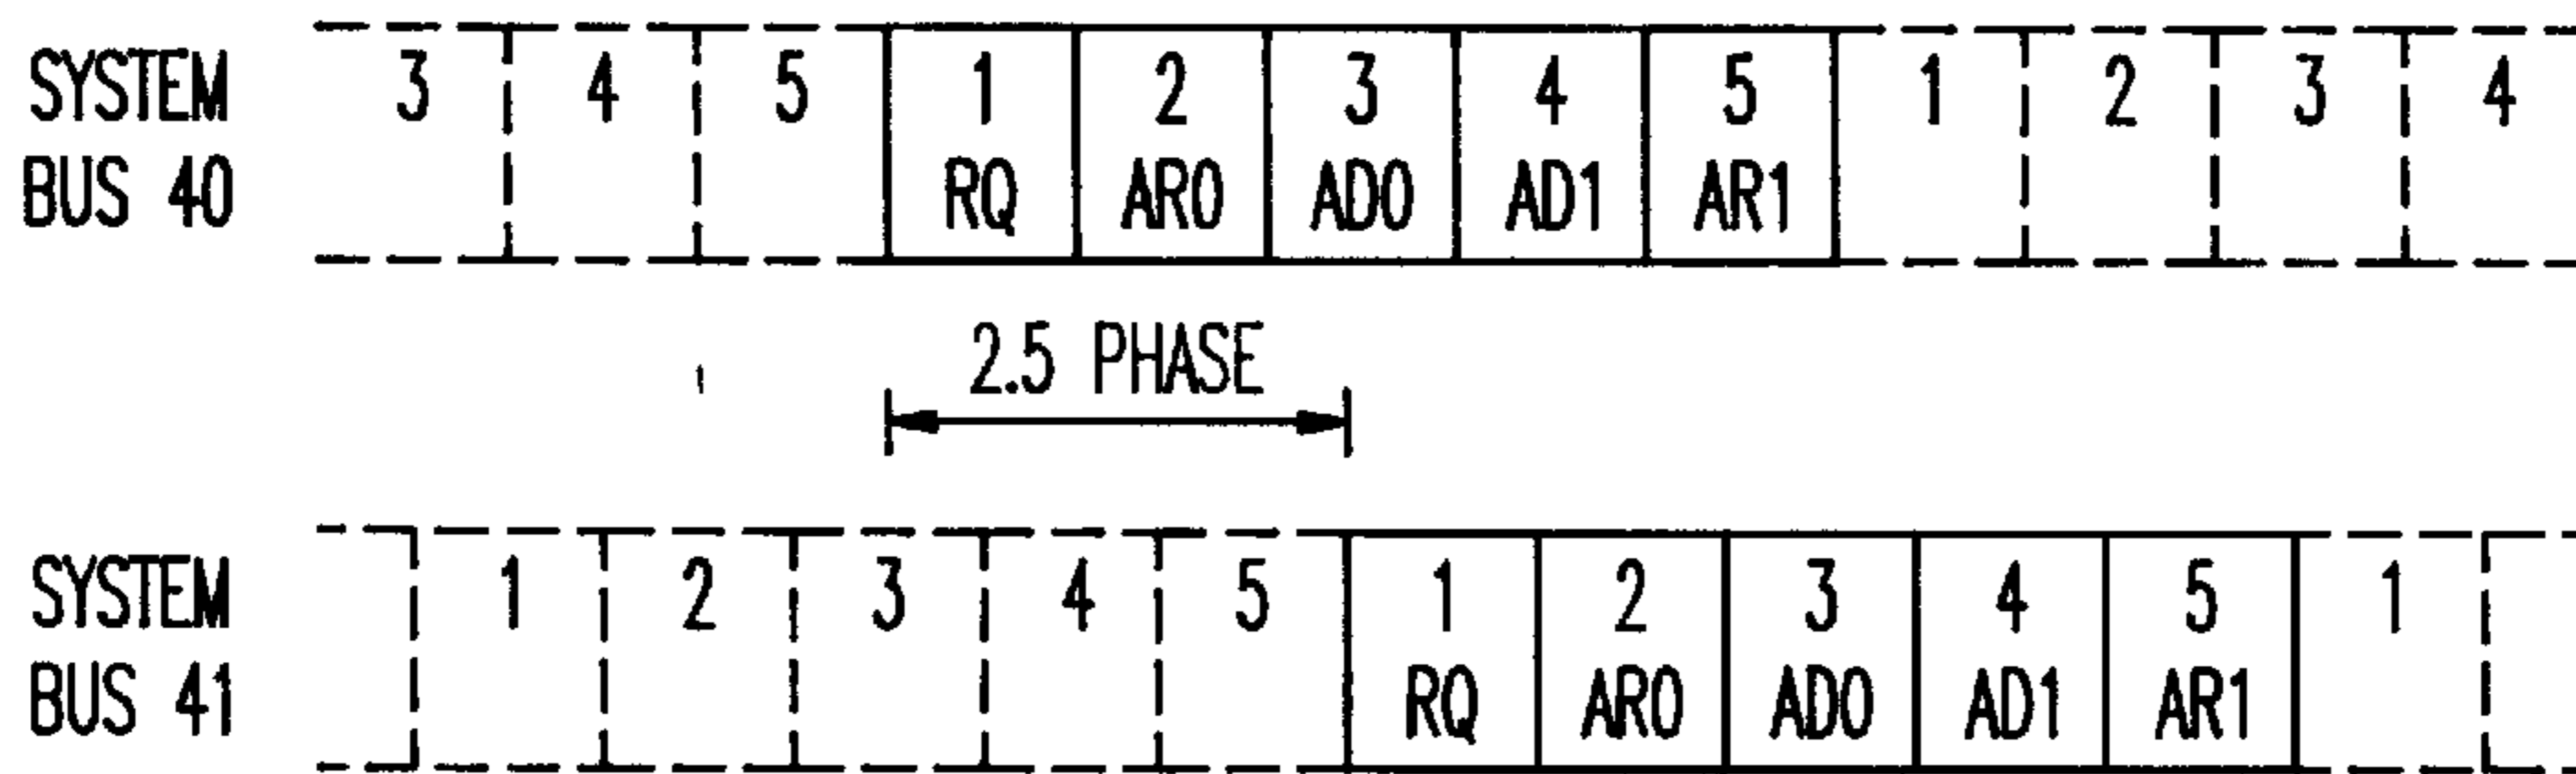 SYSTEM BUS 40
3 4 5 1 2 3 4 5 1 2 3 4
RQ AR0 AD0 AD1 AR1
2.5 PHASE
SYSTEM BUS 41
1 2 3 4 5 1 2 3 4 5 1
RQ AR0 AD0 AD1 AR1